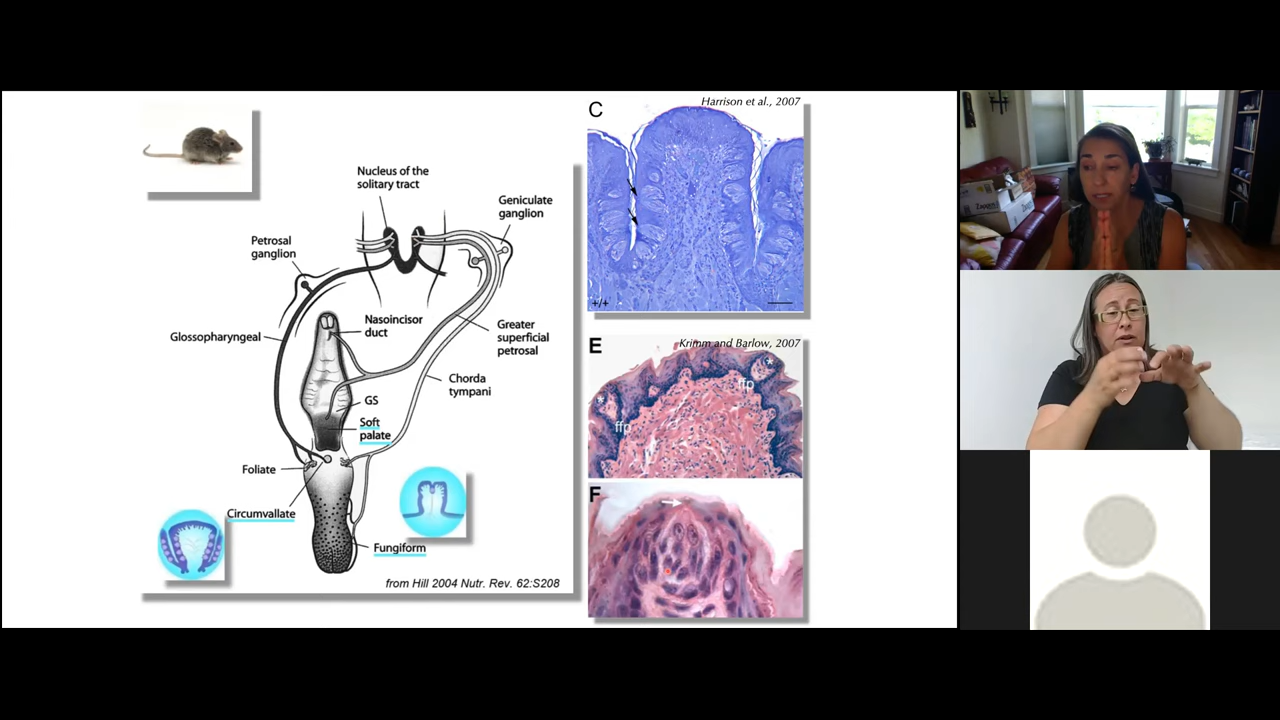 Nucleus of the
solitary tract
Geniculate
ganglion
Petrosal
ganglion
Glossopharyngeal
Nasoincisor
duct
Greater
superficial
petrosal
Chorda
tympani
GS
Soft
palate
Foliate
Circumvallate
Fungiform
from Hill 2004 Nutr. Rev. 62:S208
C
Harrison et al., 2007
+/+
E
Krimm and Barlow, 2007
*
ffp
*
ffp
F